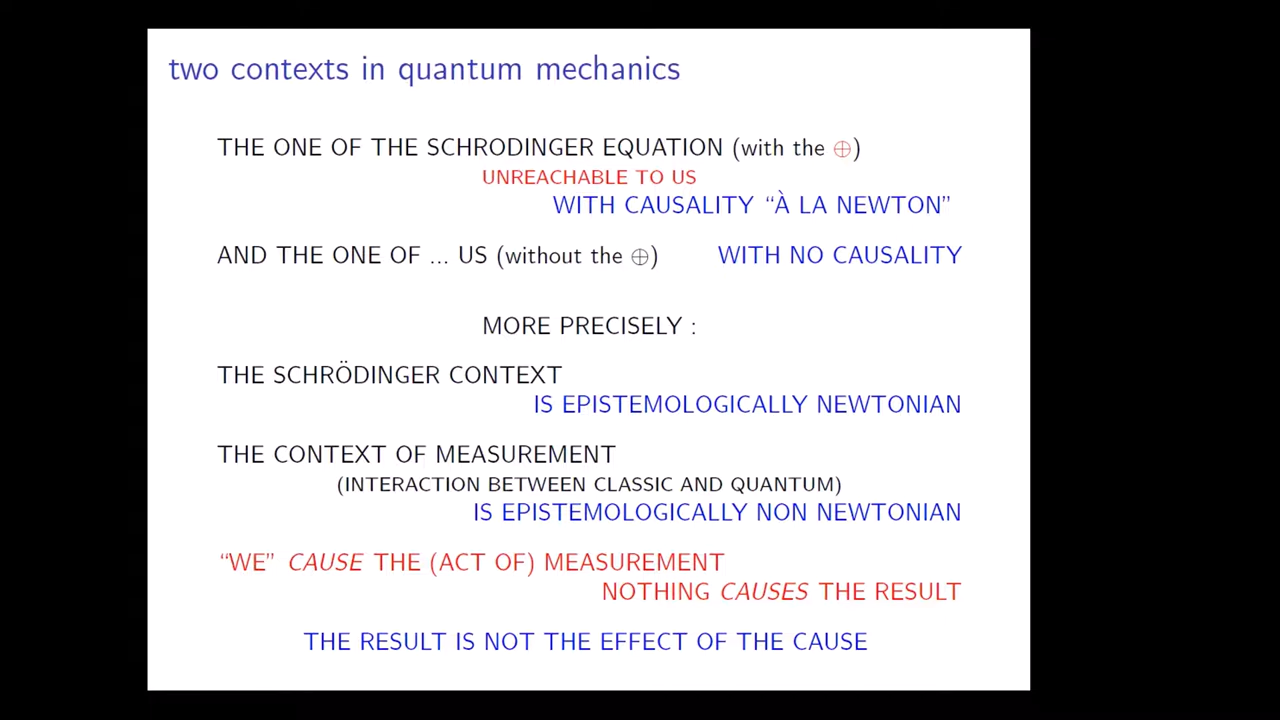 two contexts in quantum mechanics
THE ONE OF THE SCHRODINGER EQUATION (with the ⊕)
UNREACHABLE TO US
WITH CAUSALITY “À LA NEWTON”
AND THE ONE OF ... US (without the ⊕) WITH NO CAUSALITY
MORE PRECISELY :
THE SCHRÖDINGER CONTEXT
IS EPISTEMOLOGICALLY NEWTONIAN
THE CONTEXT OF MEASUREMENT
(INTERACTION BETWEEN CLASSIC AND QUANTUM)
IS EPISTEMOLOGICALLY NON NEWTONIAN
“WE” CAUSE THE (ACT OF) MEASUREMENT
NOTHING CAUSES THE RESULT
THE RESULT IS NOT THE EFFECT OF THE CAUSE